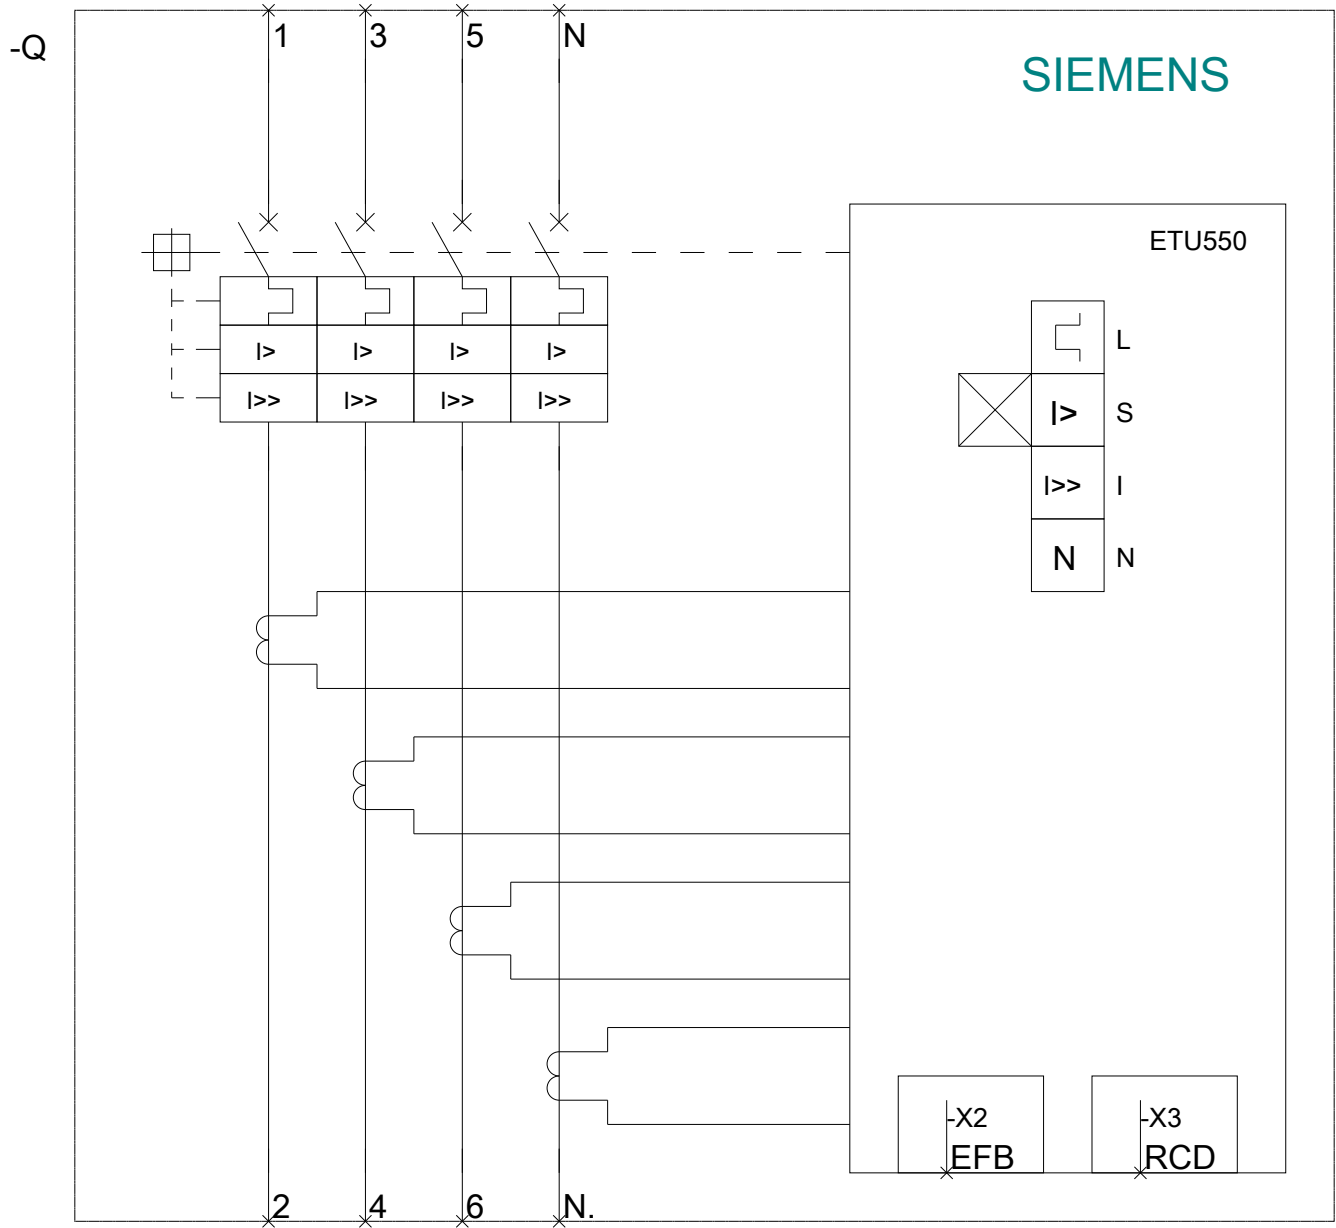 1 3 5 N
-Q
SIEMENS
ETU550
I> I> I> I>
I>> I>> I>> I>>
L
I> S
I>> I
N N
-X2 -X3
EFB RCD
2 4 6 N.